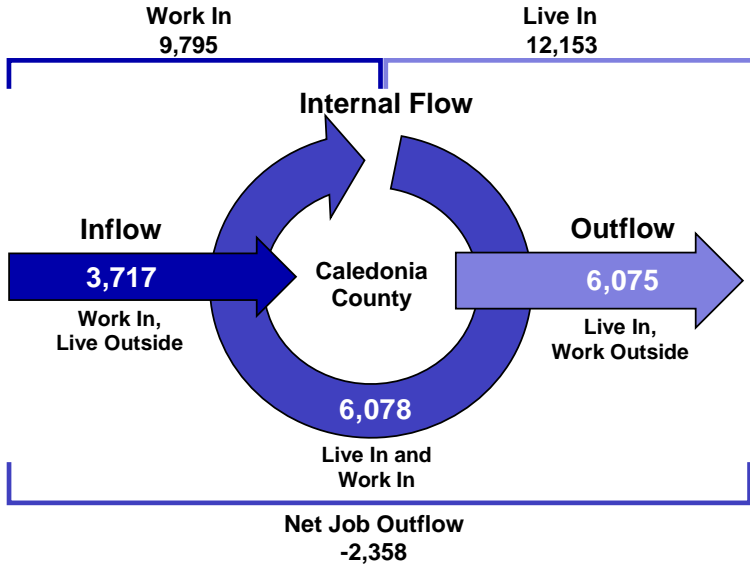 Work In
9,795
Live In
12,153
Internal Flow
Inflow
3,717
Work In,
Live Outside
Caledonia
County
Outflow
6,075
Live In,
Work Outside
6,078
Live In and
Work In
Net Job Outflow
-2,358